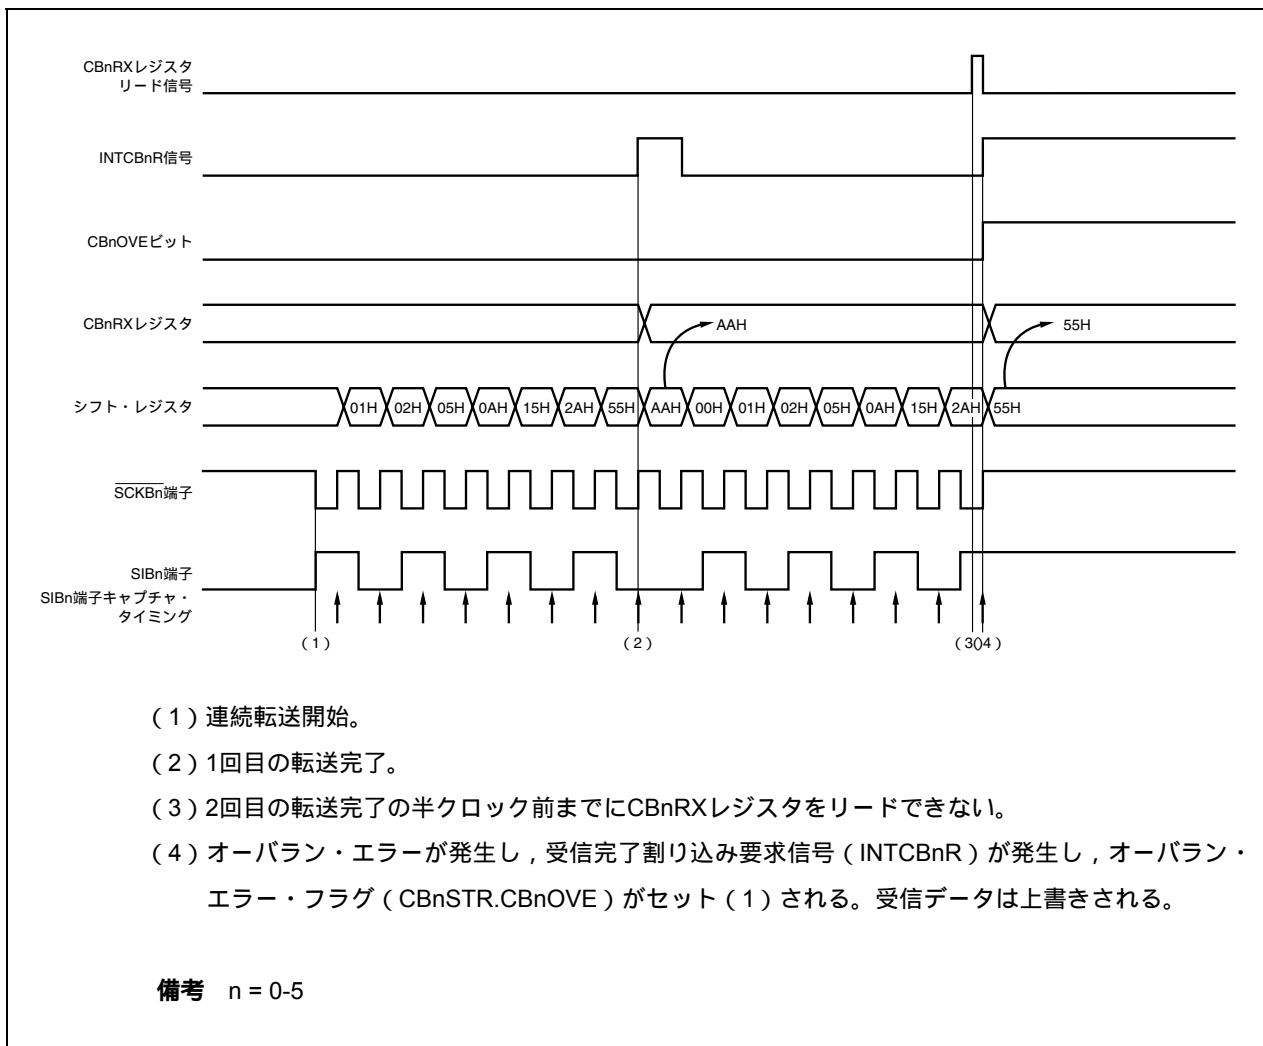 CBnRXレジスタ
リード信号
INTCBnR信号
CBnOVEビット
CBnRXレジスタ
AAH
55H
シフト・レジスタ
01H 02H 05H 0AH 15H 2AH 55H AAH 00H 01H 02H 05H 0AH 15H 2AH 55H
SCKBn端子
SIBn端子
SIBn端子キャプチャ・
タイミング
(1) (2) (3)(4)
(1)連続転送開始。
(2)1回目の転送完了。
(3)2回目の転送完了の半クロック前までにCBnRXレジスタをリードできない。
(4)オーバラン・エラーが発生し,受信完了割り込み要求信号(INTCBnR)が発生し,オーバラン・
エラー・フラグ(CBnSTR.CBnOVE)がセット(1)される。受信データは上書きされる。
備考 n = 0-5